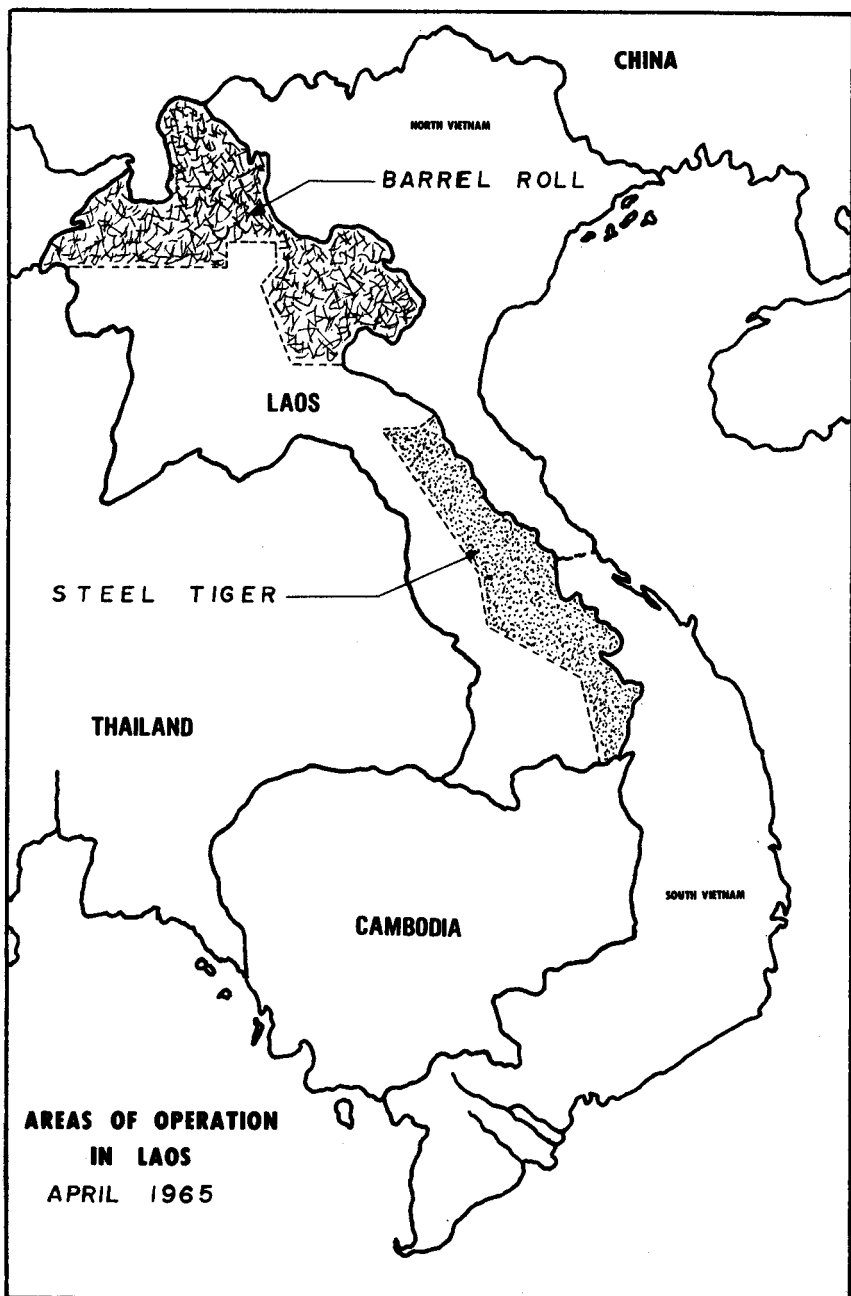 CHINA
NORTH VIETNAM
BARREL ROLL
LAOS
STEEL TIGER
THAILAND
SOUTH VIETNAM
CAMBODIA
AREAS OF OPERATION
IN LAOS
APRIL 1965